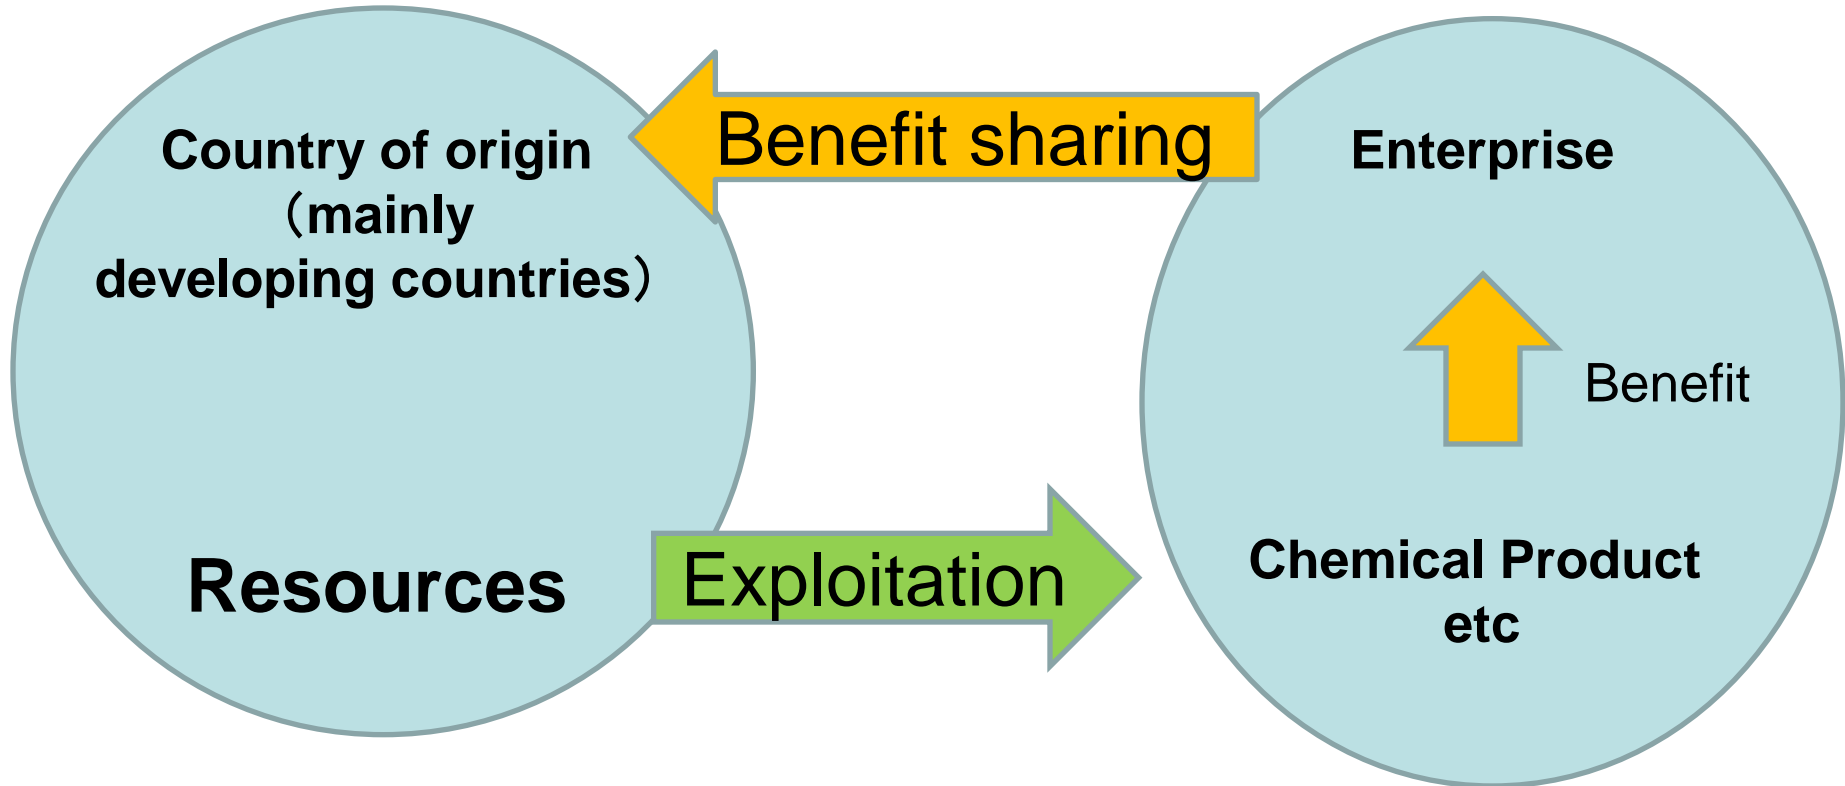 Country of origin
（mainly
developing countries）
Resources
Benefit sharing
Exploitation
Enterprise
Benefit
Chemical Product
etc